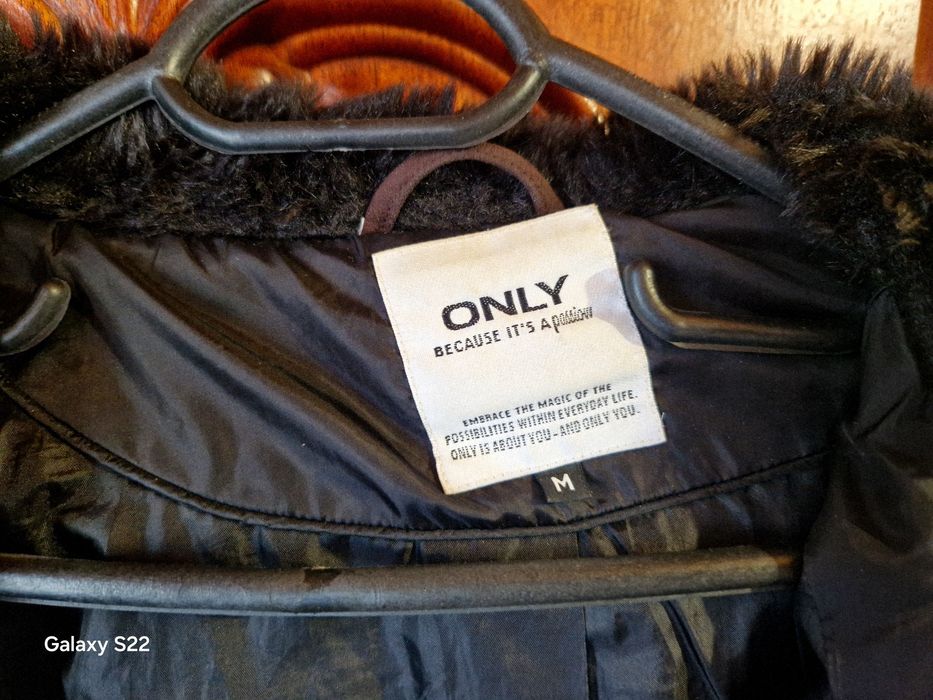 ONLY
BECAUSE IT'S A passion
EMBRACE THE MAGIC OF THE
POSSIBILITIES WITHIN EVERYDAY LIFE.
ONLY IS ABOUT YOU - AND ONLY YOU.
M
Galaxy S22